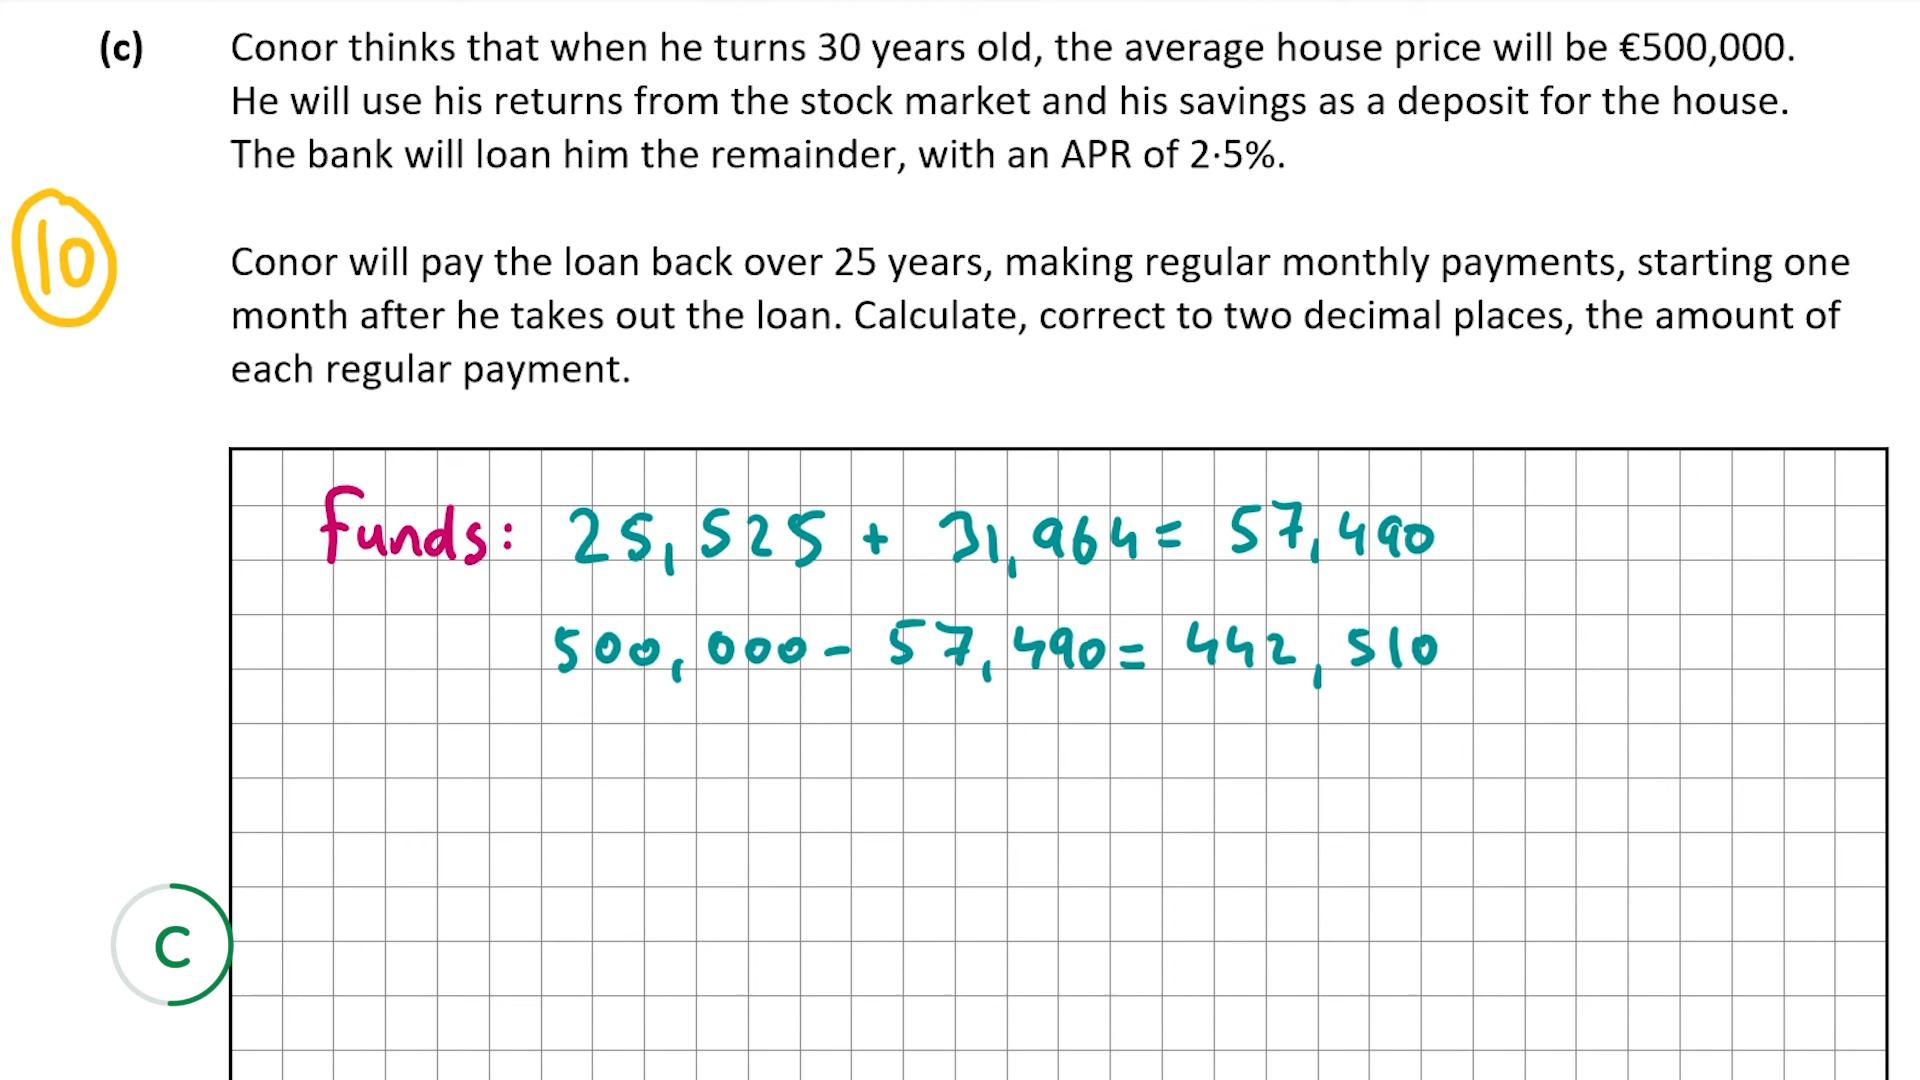 (c) Conor thinks that when he turns 30 years old, the average house price will be €500,000.
He will use his returns from the stock market and his savings as a deposit for the house.
The bank will loan him the remainder, with an APR of 2·5%.
10
Conor will pay the loan back over 25 years, making regular monthly payments, starting one
month after he takes out the loan. Calculate, correct to two decimal places, the amount of
each regular payment.
funds: 25,525 + 31,964 = 57,490
500,000 - 57,490 = 442,510
C